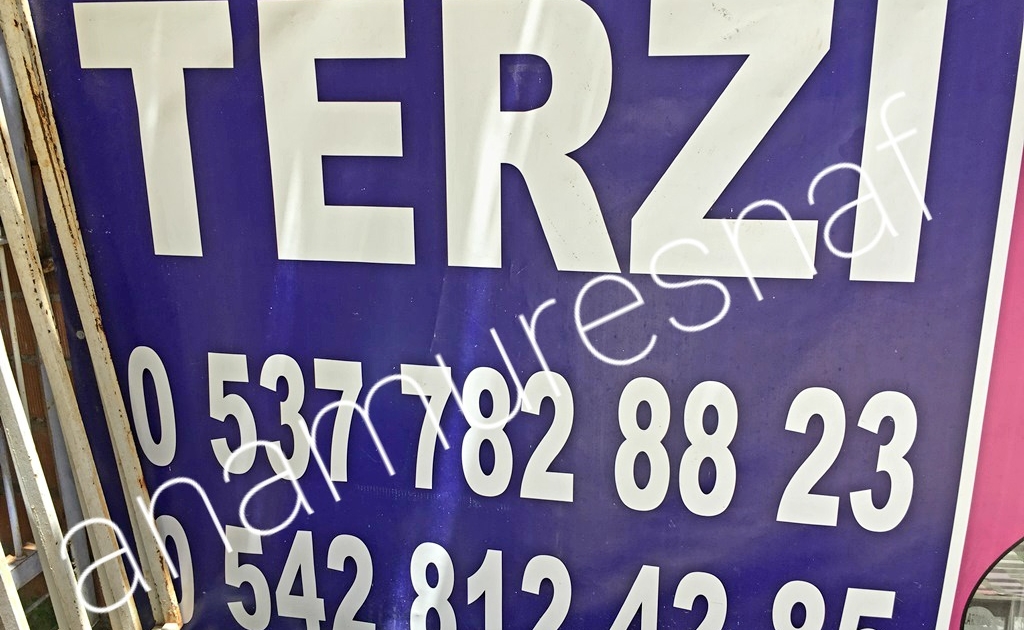 TERZİ
0 537 782 88 23
0 542 812 42 85
anamuresnaf